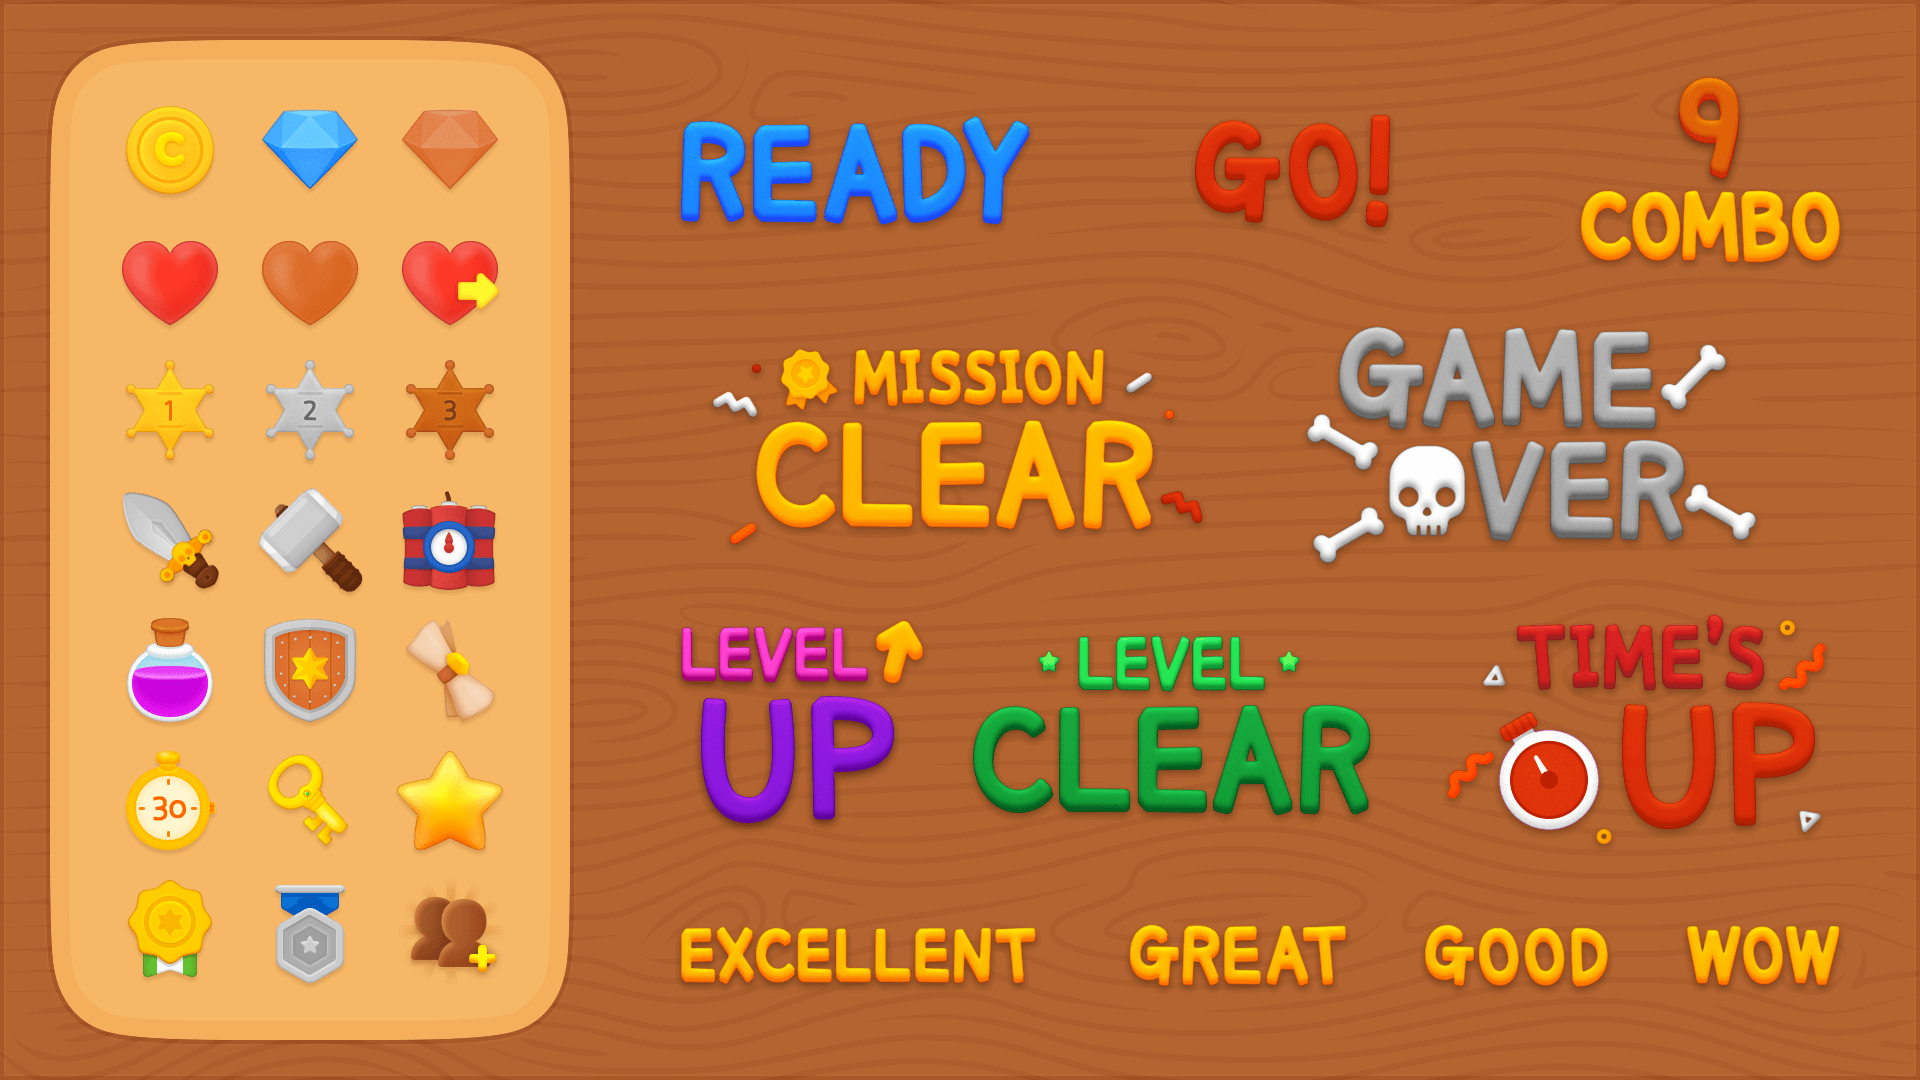 C
1
2
3
30
READY
GO!
9
COMBO
MISSION
CLEAR
GAME
VER
LEVEL
UP
LEVEL
CLEAR
TIME'S
UP
EXCELLENT
GREAT
GOOD
WOW